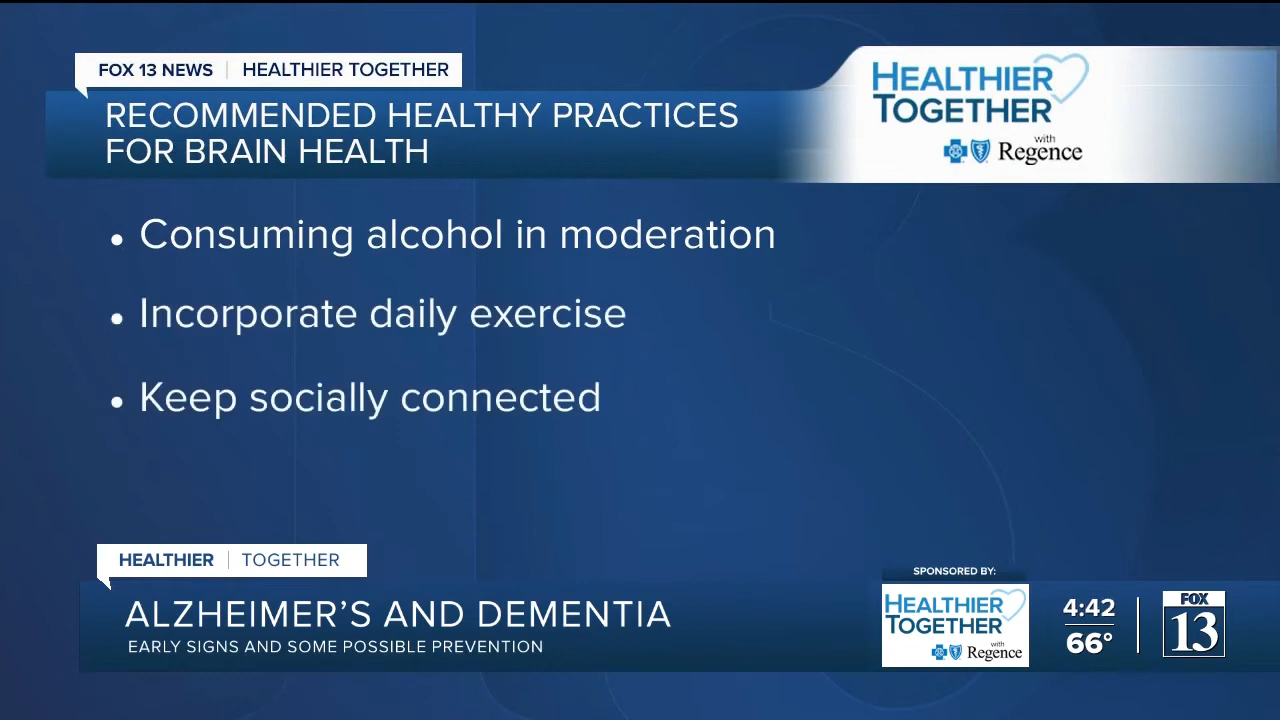 FOX 13 NEWS | HEALTHIER TOGETHER
RECOMMENDED HEALTHY PRACTICES
FOR BRAIN HEALTH
HEALTHIER
TOGETHER
with
Regence
• Consuming alcohol in moderation
• Incorporate daily exercise
• Keep socially connected
HEALTHIER | TOGETHER
ALZHEIMER'S AND DEMENTIA
EARLY SIGNS AND SOME POSSIBLE PREVENTION
SPONSORED BY:
HEALTHIER
TOGETHER
with
Regence
4:42
66°
FOX
13